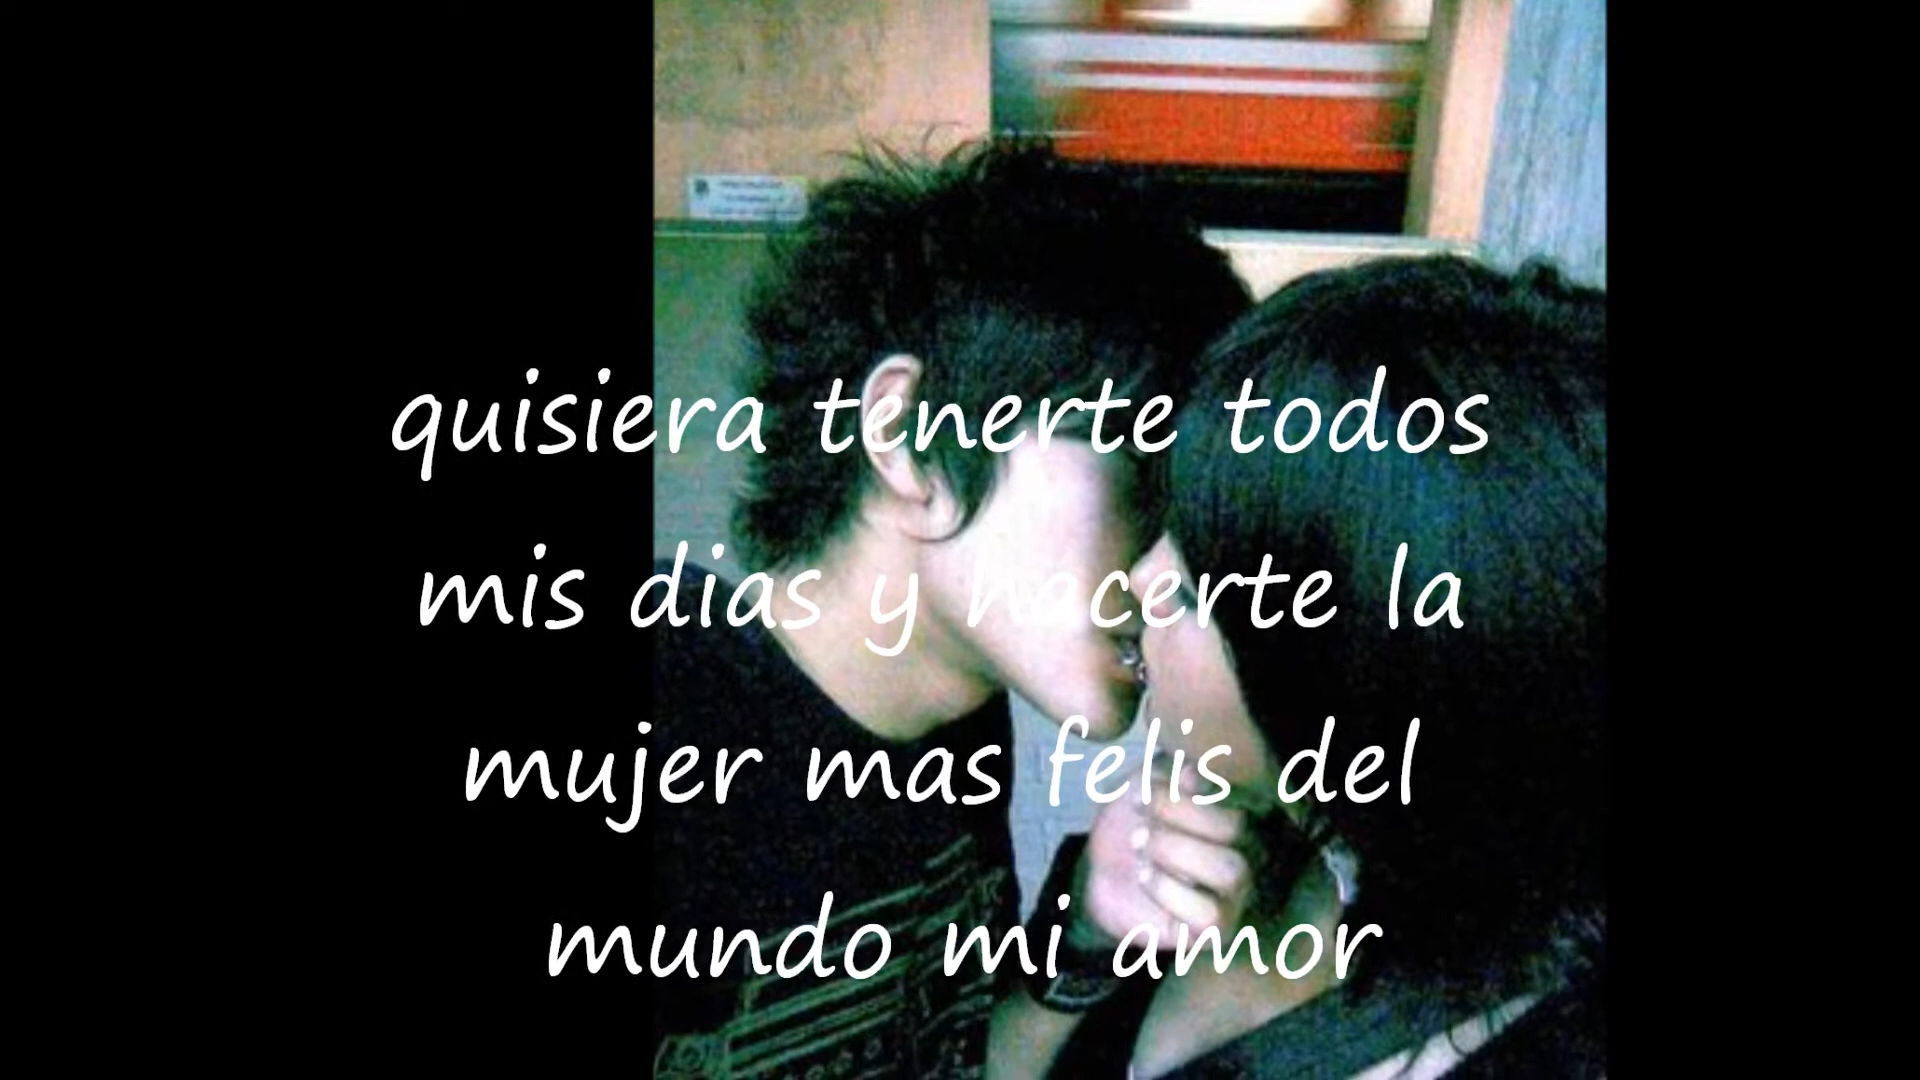 quisiera tenerte todos
mis dias y hacerte la
mujer mas felis del
mundo mi amor